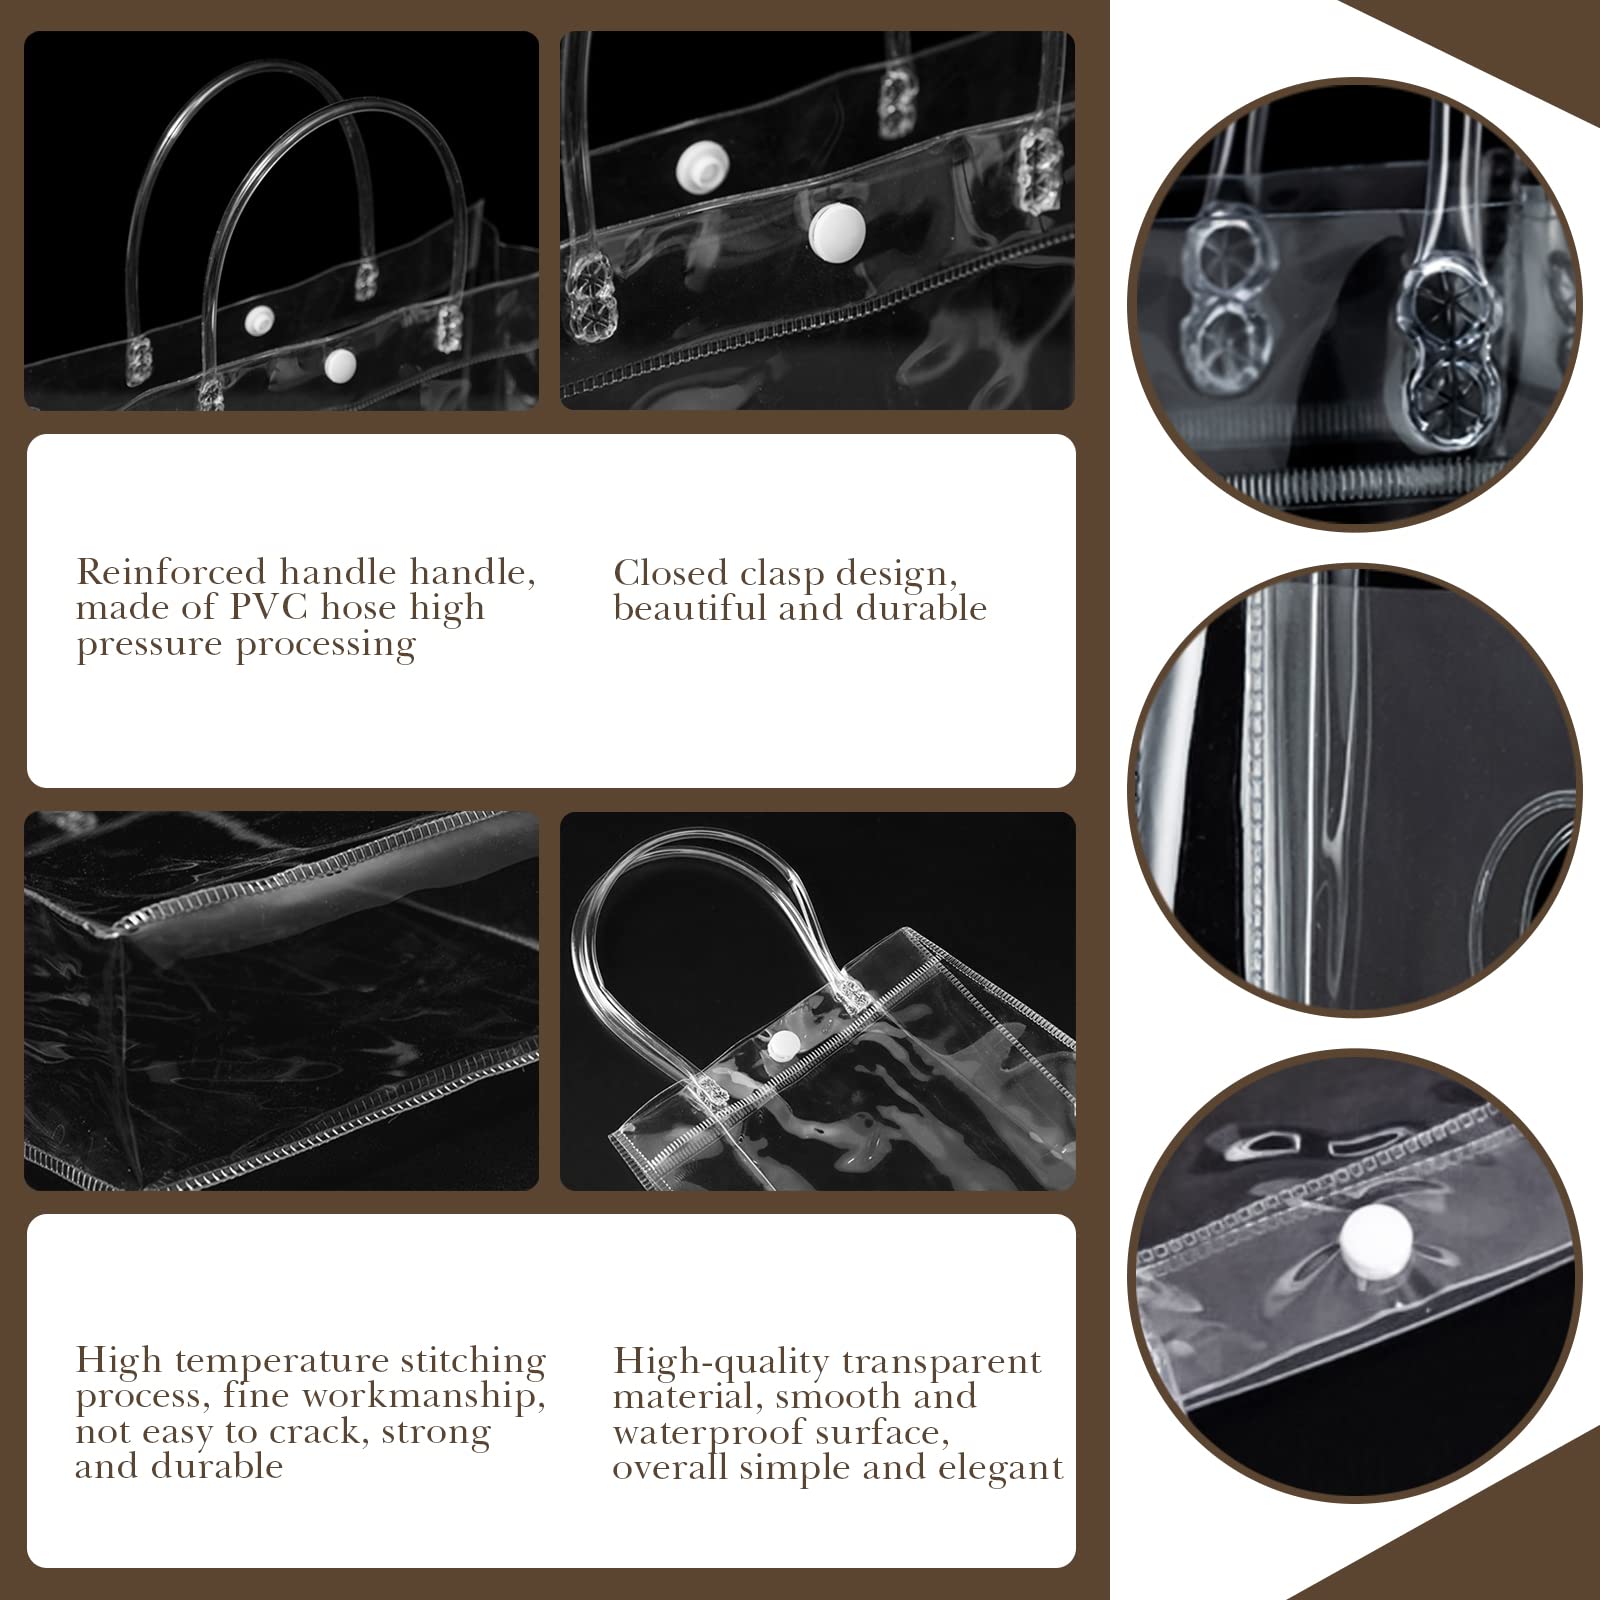 Reinforced handle handle,
made of PVC hose high
pressure processing
Closed clasp design,
beautiful and durable
High temperature stitching
process, fine workmanship,
not easy to crack, strong
and durable
High-quality transparent
material, smooth and
waterproof surface,
overall simple and elegant